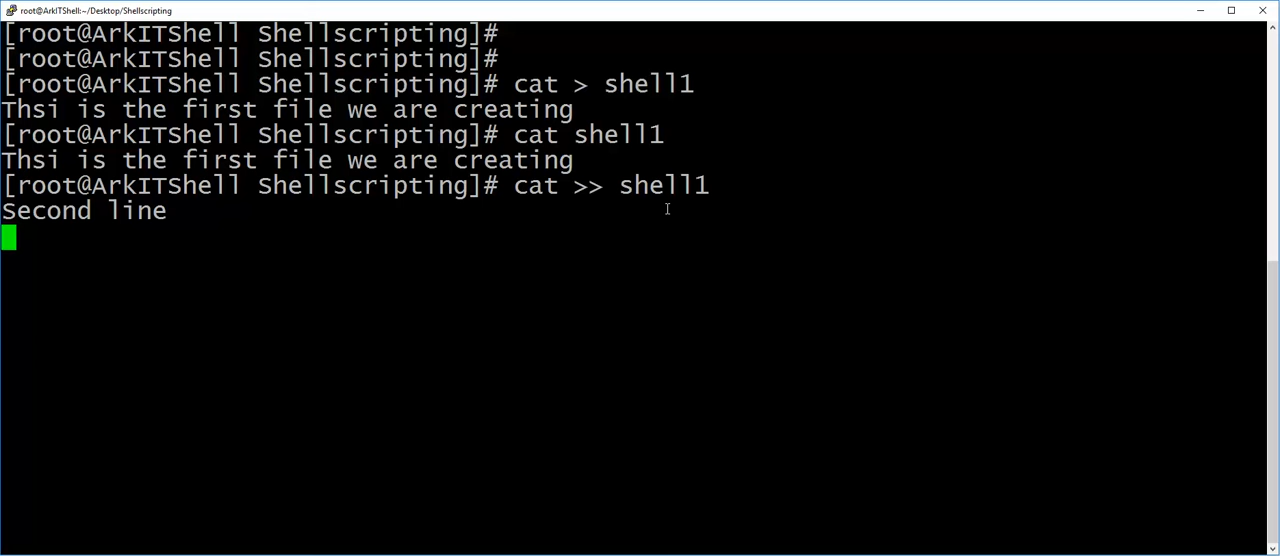 root@ArkITShell:~/Desktop/Shellscripting
[root@ArkITShell Shellscripting]#
[root@ArkITShell Shellscripting]#
[root@ArkITShell Shellscripting]# cat > shell1
Thsi is the first file we are creating
[root@ArkITShell Shellscripting]# cat shell1
Thsi is the first file we are creating
[root@ArkITShell Shellscripting]# cat >> shell1
Second line